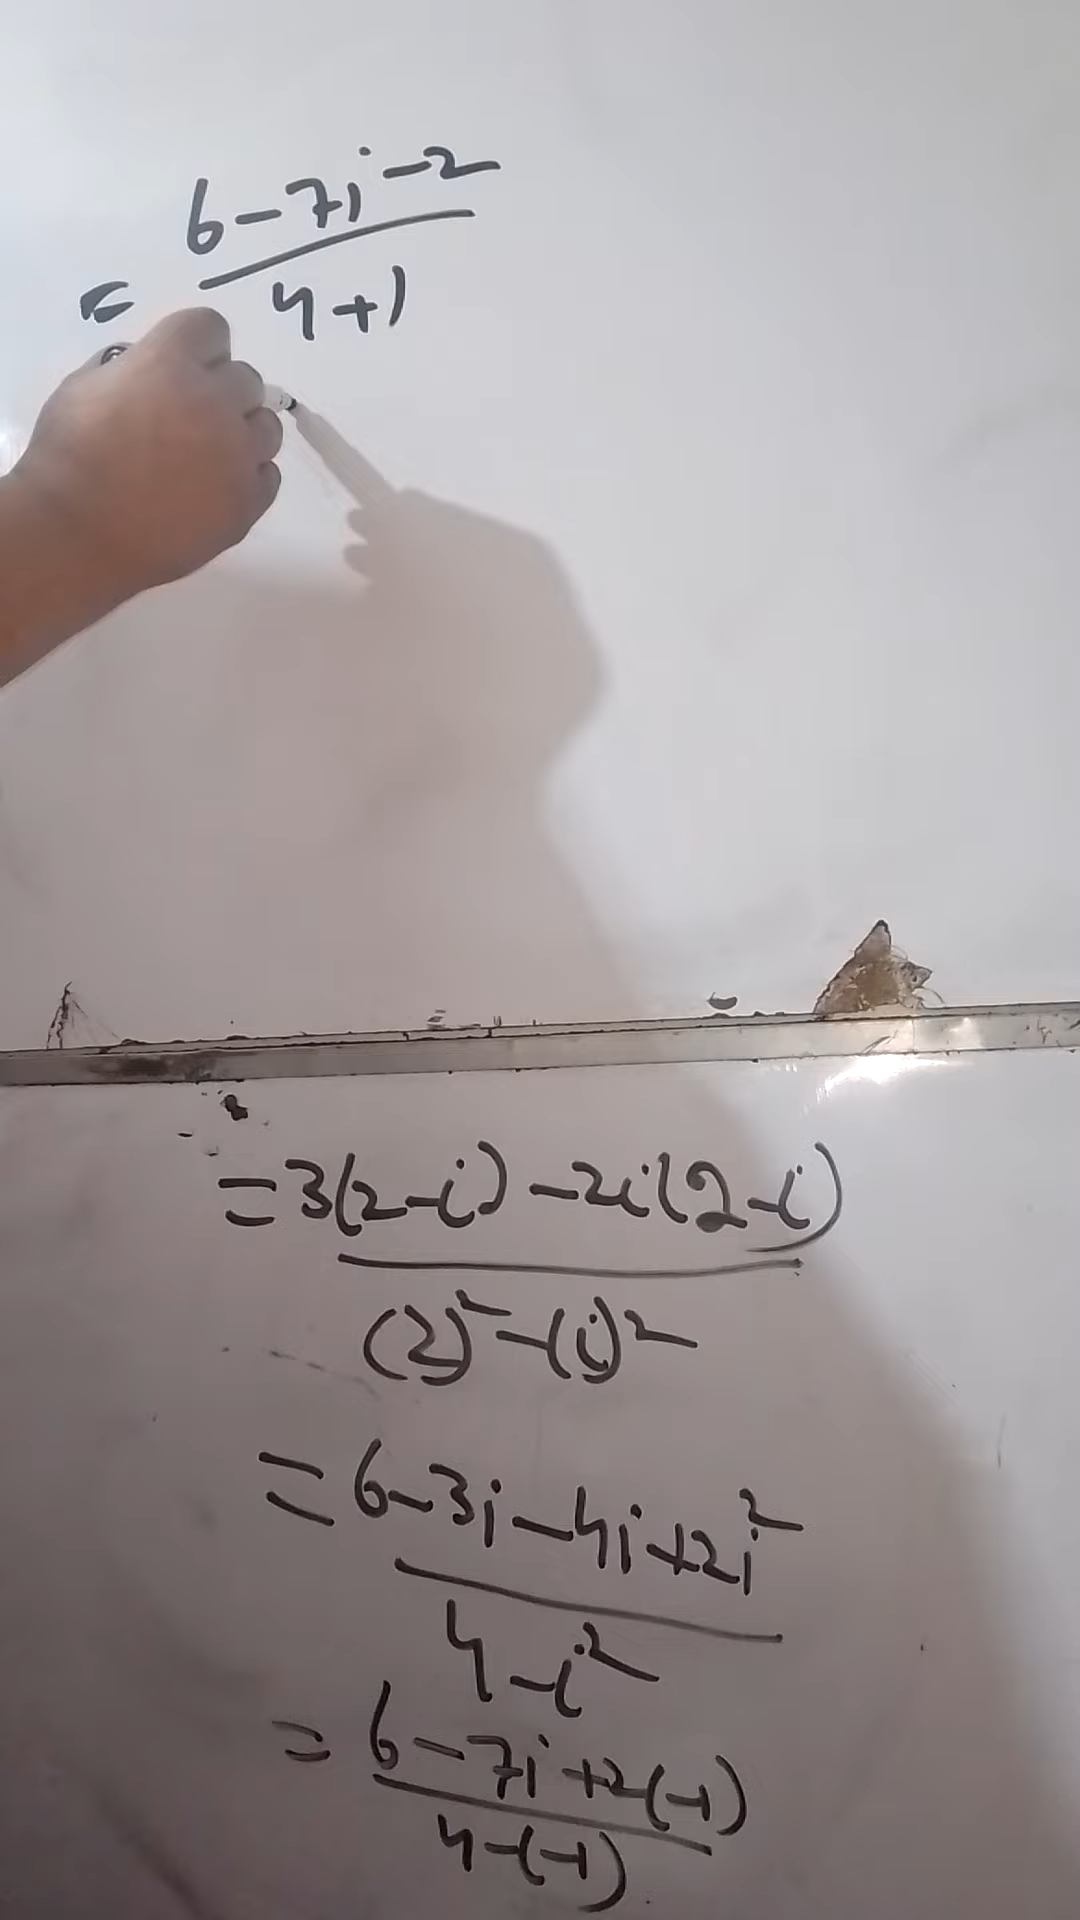 = 6-7i-2
4+1
=3(2-i)-2i(2-i)
(2)²-(i)²
=6-3i-4i+2i²
4-i²
= 6-7i+2(-1)
4-(-1)